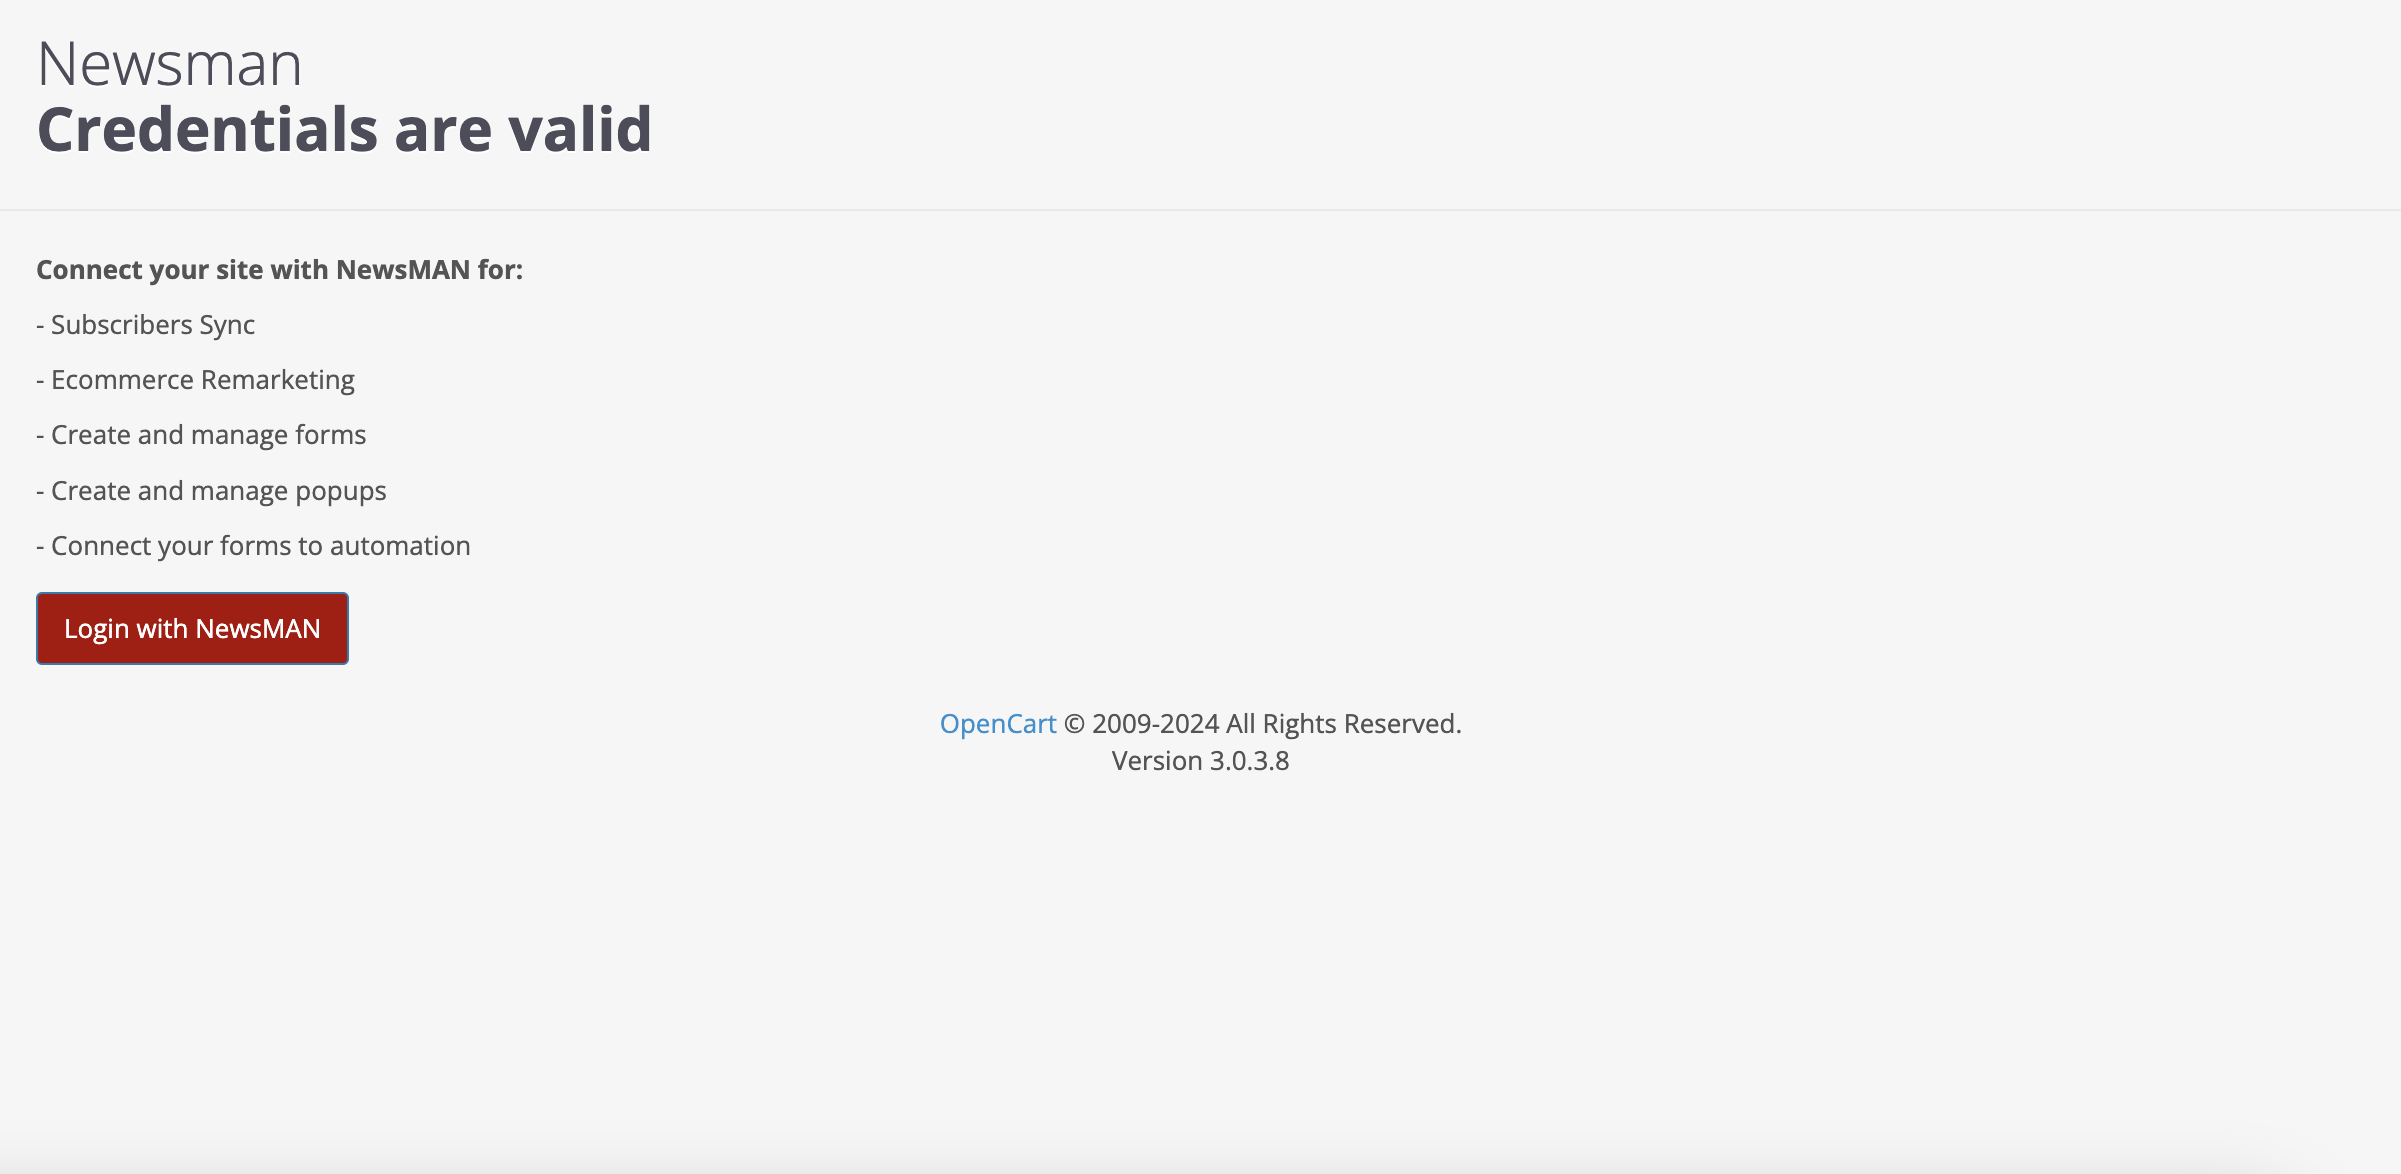 Newsman
Credentials are valid
Connect your site with NewsMAN for:
- Subscribers Sync
- Ecommerce Remarketing
- Create and manage forms
- Create and manage popups
- Connect your forms to automation
Login with NewsMAN
OpenCart © 2009-2024 All Rights Reserved.
Version 3.0.3.8